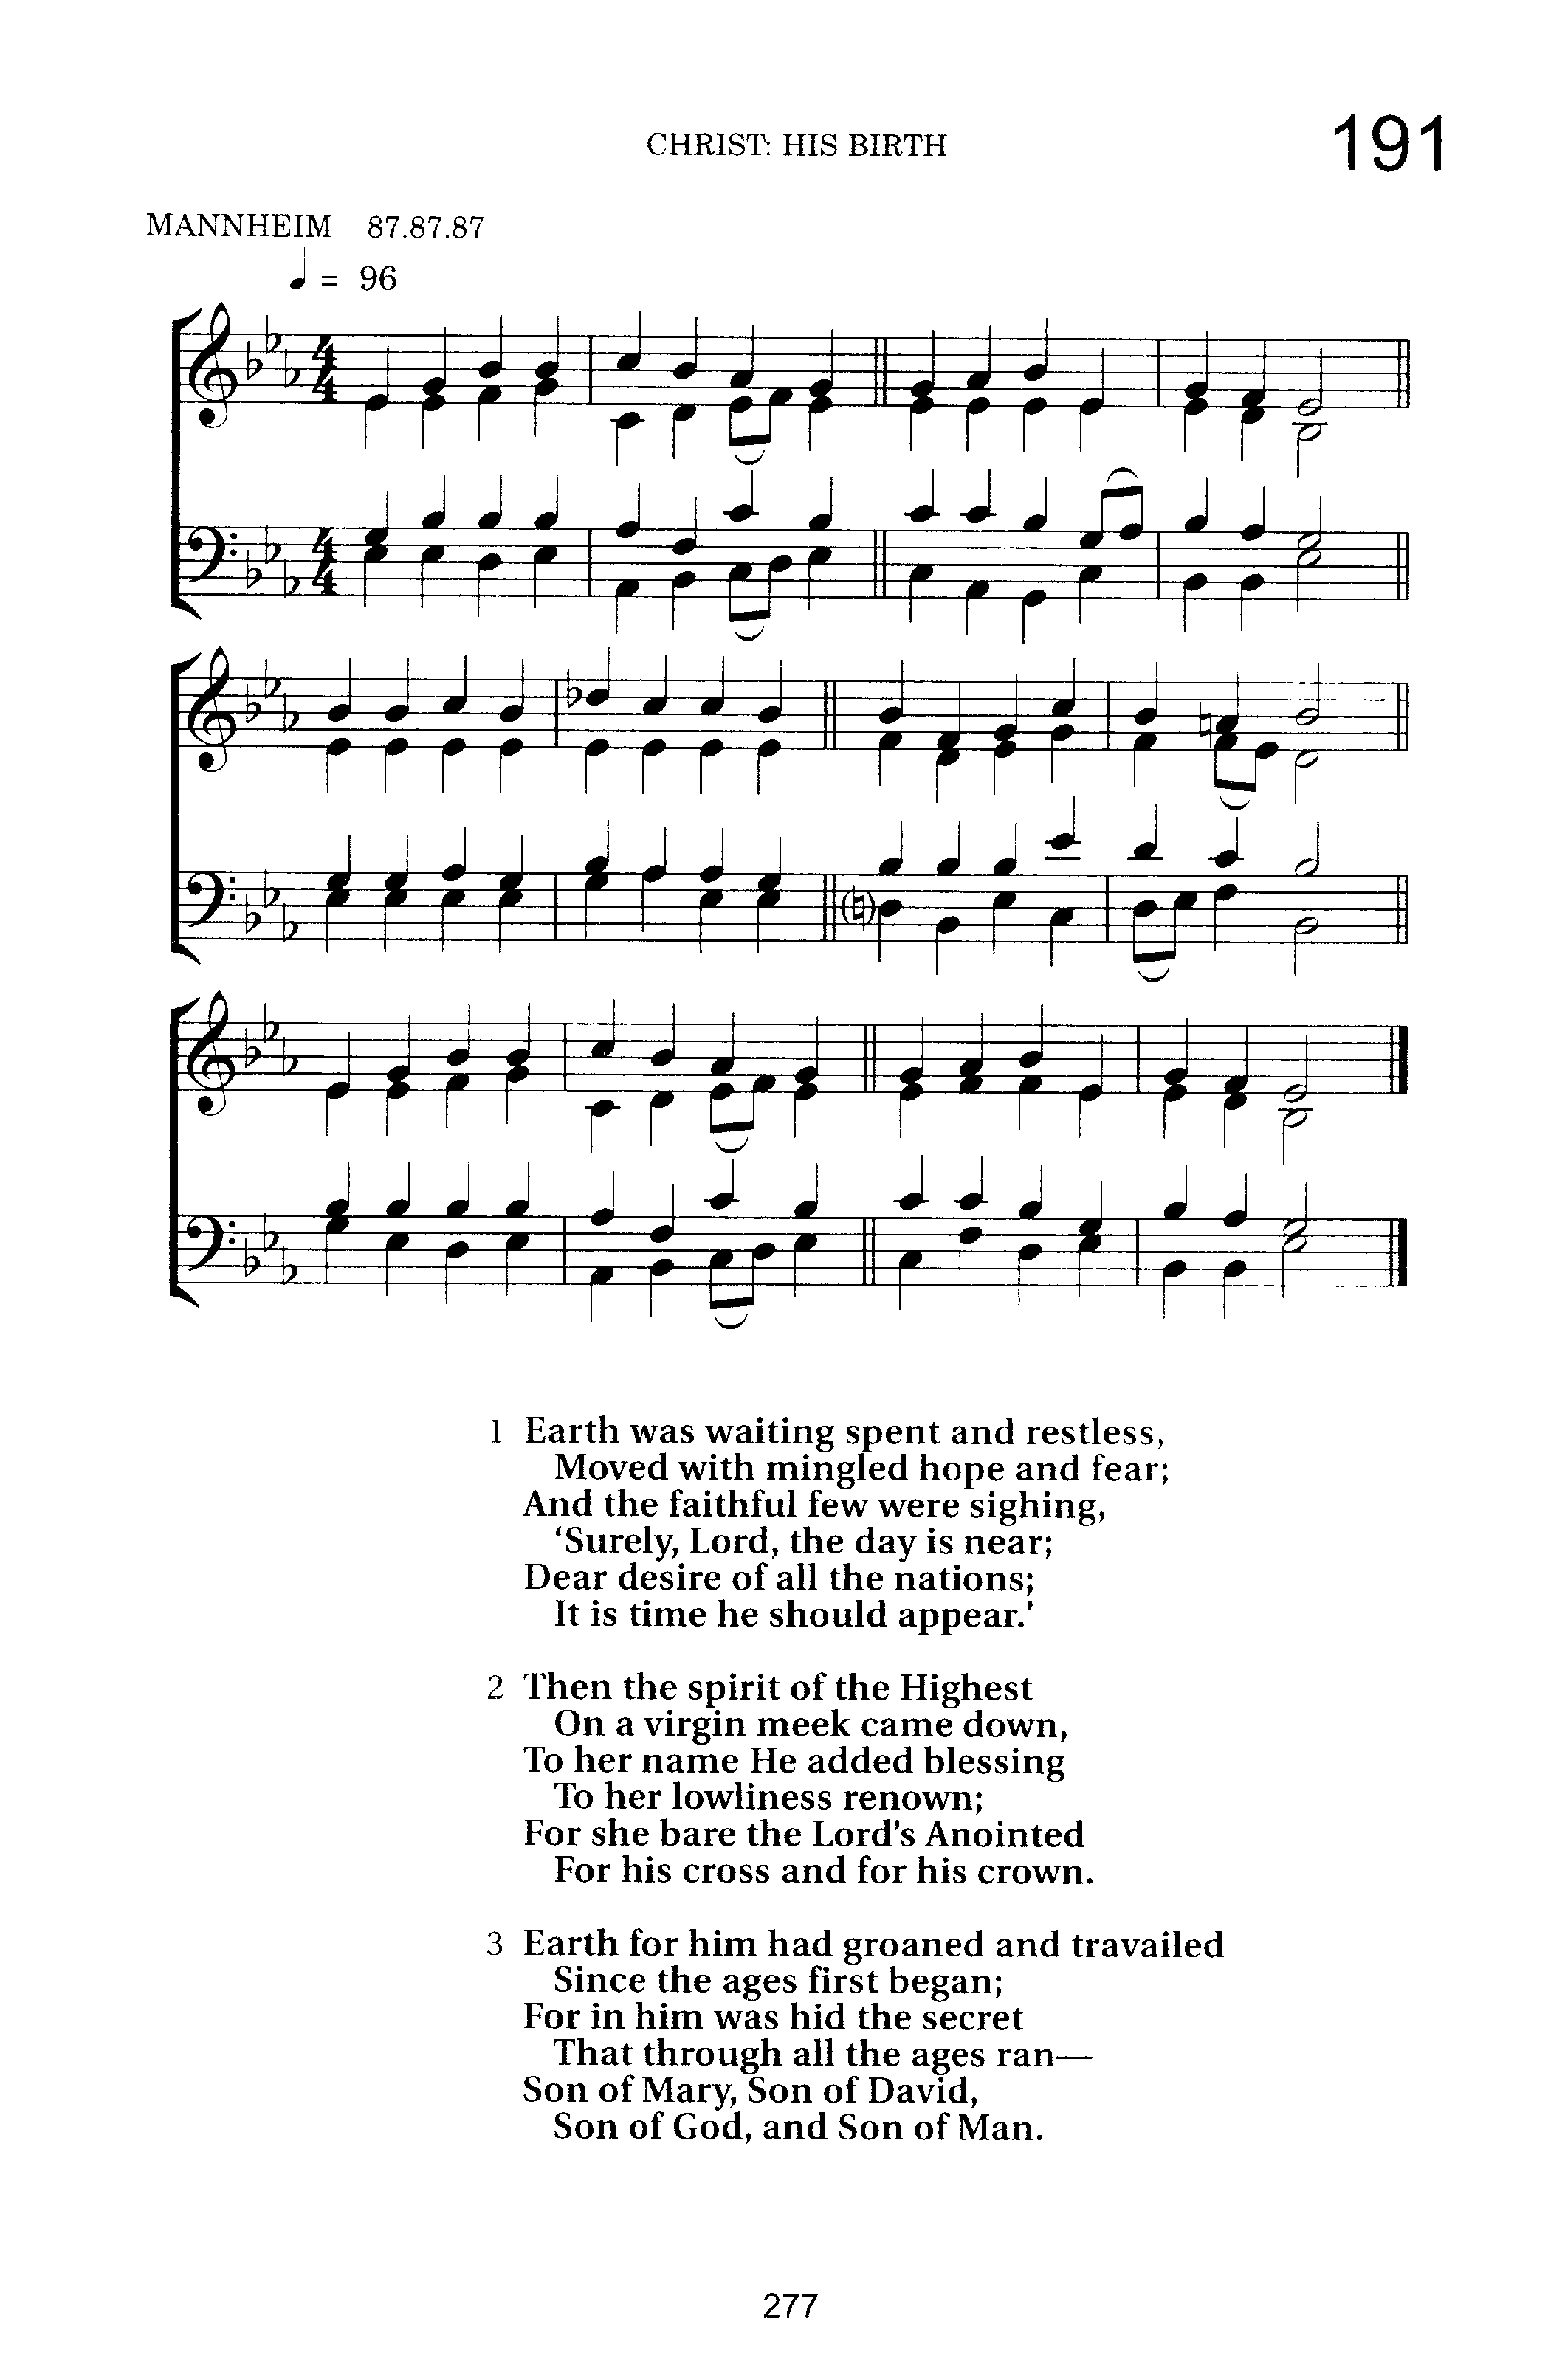 CHRIST: HIS BIRTH
191
MANNHEIM 87.87.87
♩ = 96
1 Earth was waiting spent and restless,
Moved with mingled hope and fear;
And the faithful few were sighing,
‘Surely, Lord, the day is near;
Dear desire of all the nations;
It is time he should appear.’
2 Then the spirit of the Highest
On a virgin meek came down,
To her name He added blessing
To her lowliness renown;
For she bare the Lord’s Anointed
For his cross and for his crown.
3 Earth for him had groaned and travailed
Since the ages first began;
For in him was hid the secret
That through all the ages ran—
Son of Mary, Son of David,
Son of God, and Son of Man.
277